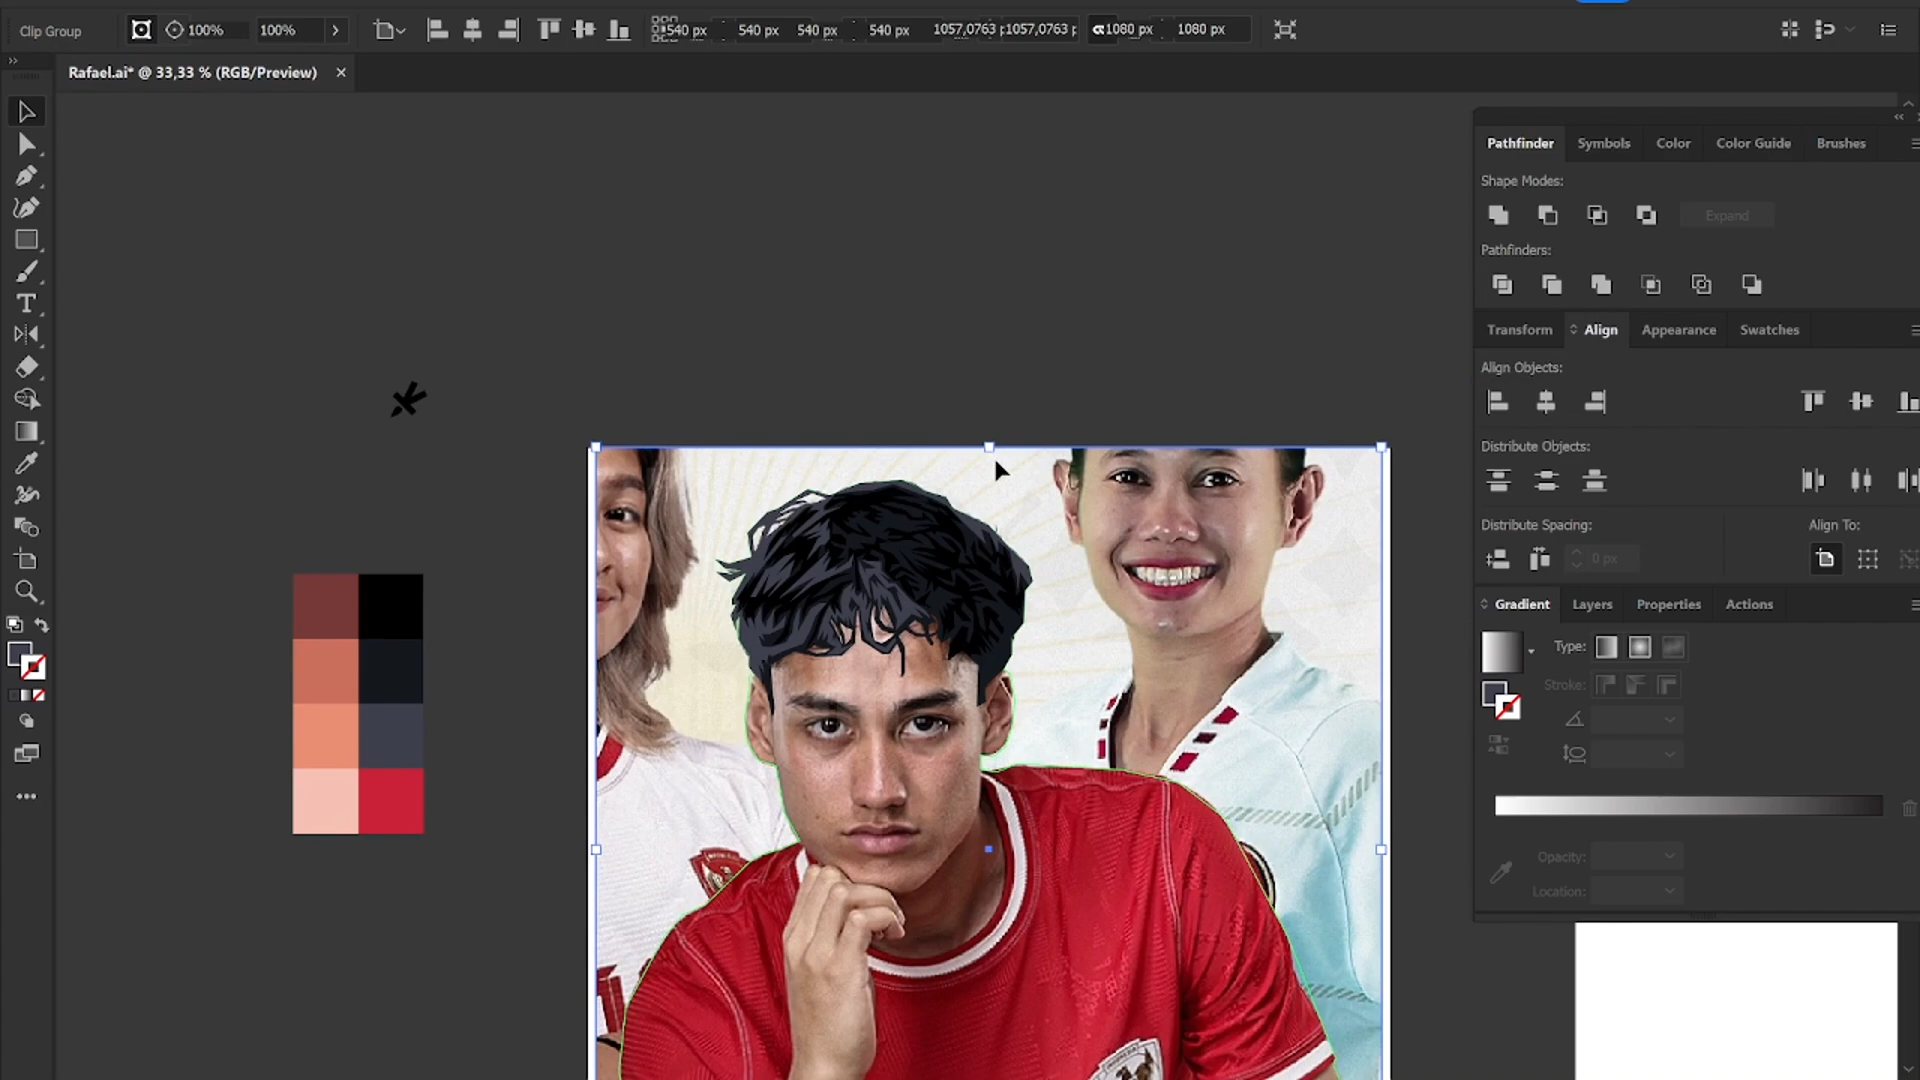 Clip Group
100%
100%
540 px
540 px
540 px
540 px
1057,0763 p
1057,0763 p
1080 px
1080 px
Rafael.ai* @ 33,33 % (RGB/Preview)
Pathfinder
Symbols
Color
Color Guide
Brushes
Shape Modes:
Expand
Pathfinders:
Transform
Align
Appearance
Swatches
Align Objects:
Distribute Objects:
Distribute Spacing:
Align To:
0 px
Gradient
Layers
Properties
Actions
Type:
Stroke:
Opacity:
Location: